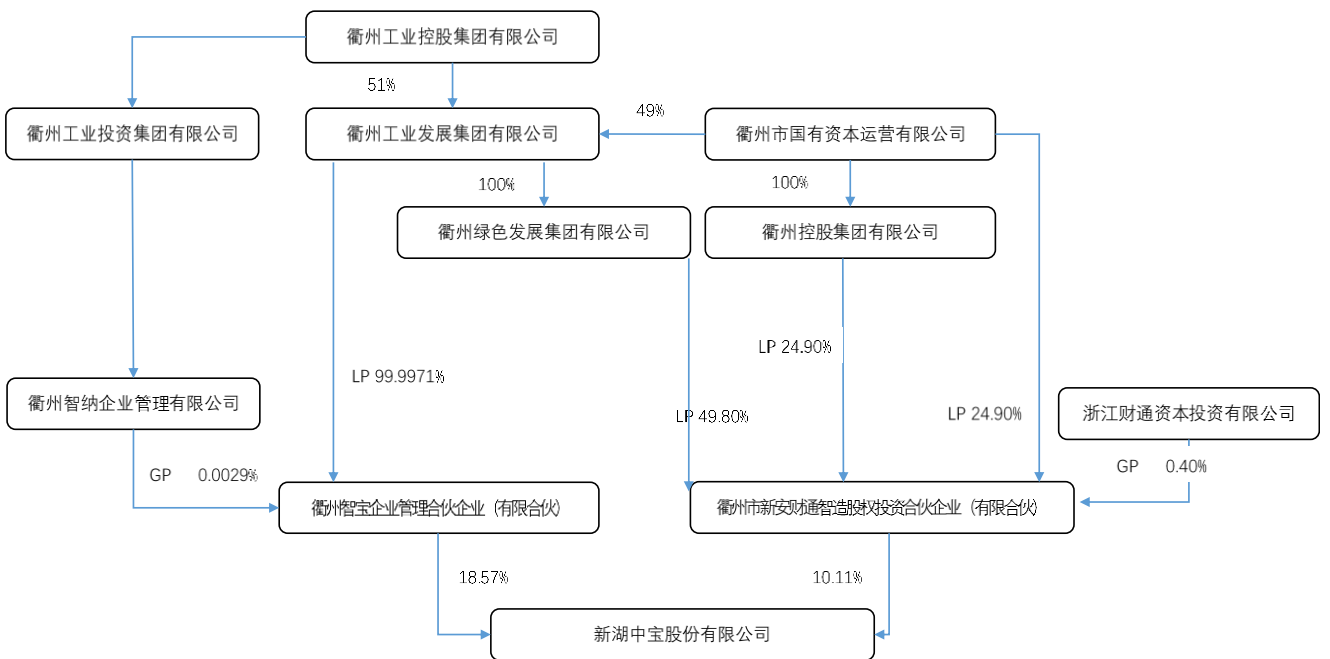 衢州工业控股集团有限公司
51%
49%
衢州工业投资集团有限公司
衢州工业发展集团有限公司
衢州市国有资本运营有限公司
100%
100%
衢州绿色发展集团有限公司
衢州控股集团有限公司
LP 24.90%
LP 99.9971%
衢州智纳企业管理有限公司
LP 49.80%
LP 24.90%
浙江财通资本投资有限公司
GP 0.0029%
GP 0.40%
衢州智宝企业管理合伙企业（有限合伙）
衢州市新安财通智造股权投资合伙企业（有限合伙）
18.57%
10.11%
新湖中宝股份有限公司